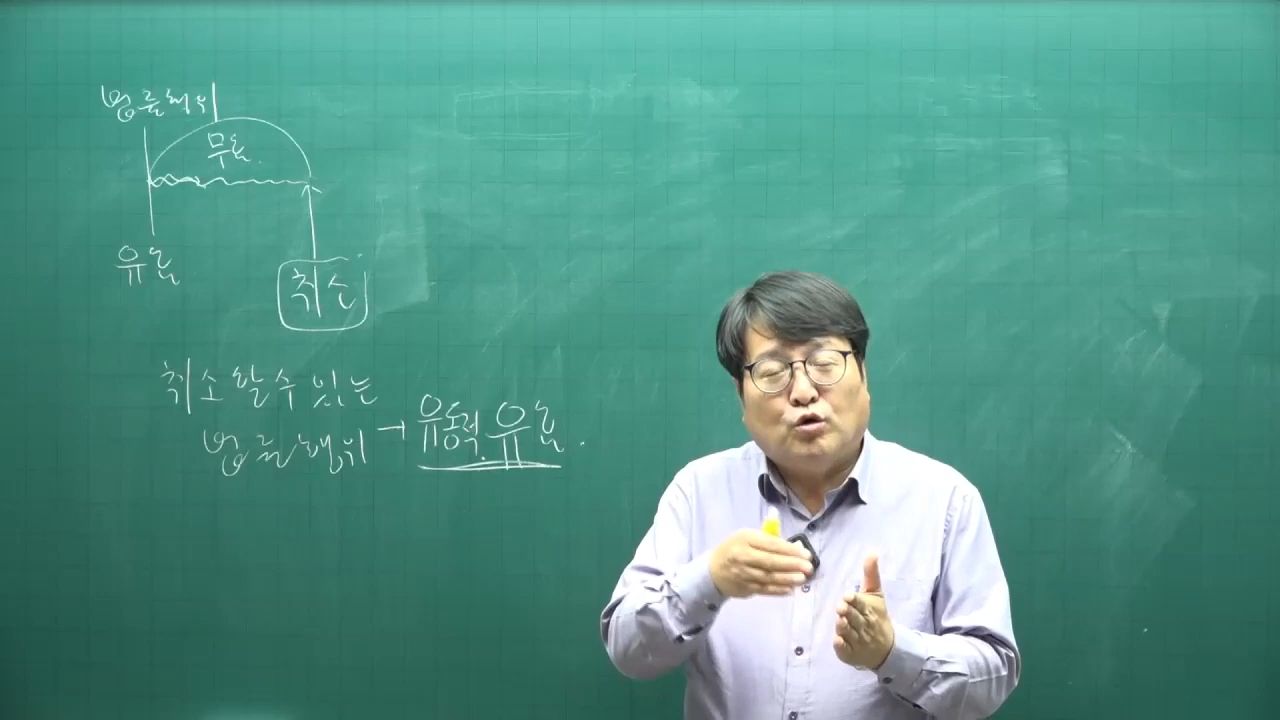 법률행위
무효
유효
취소
취소할 수 있는
법률행위 → 유동적 유효.